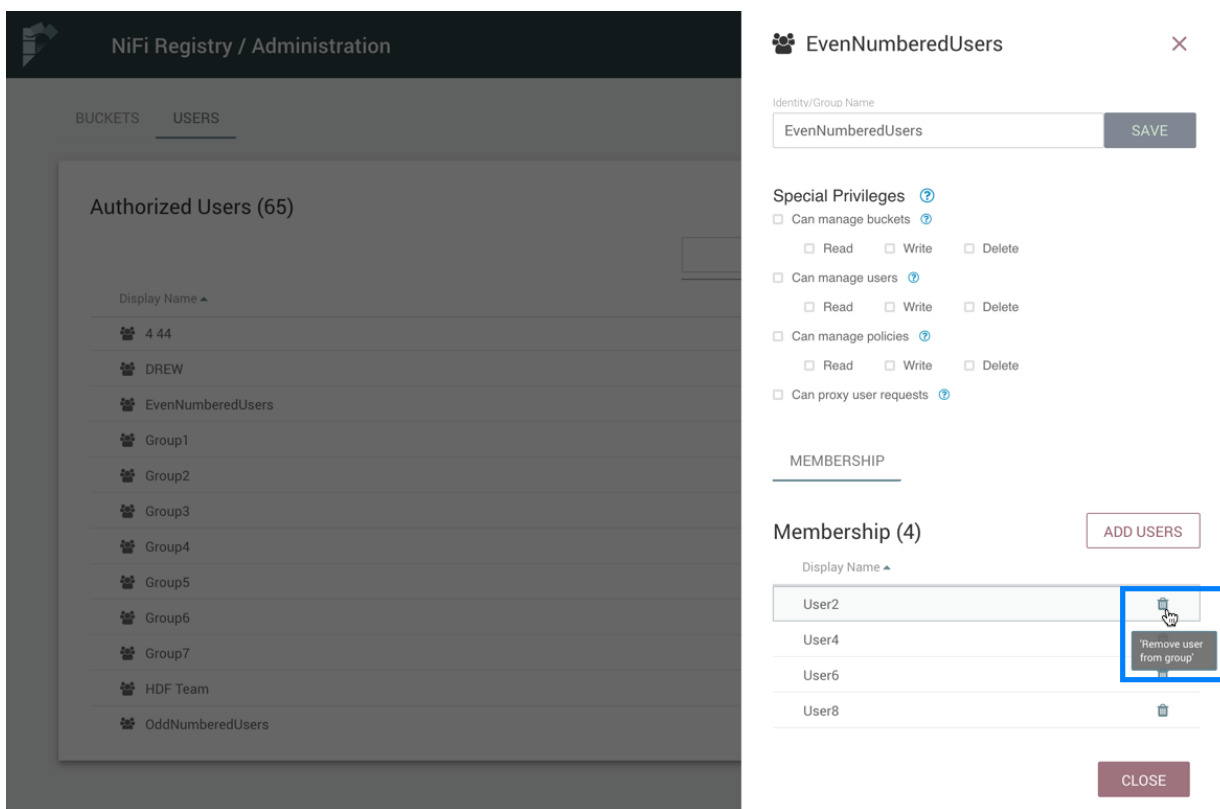 NiFi Registry / Administration
BUCKETS USERS
Authorized Users (65)
Display Name
4 44
DREW
EvenNumberedUsers
Group1
Group2
Group3
Group4
Group5
Group6
Group7
HDF Team
OddNumberedUsers
EvenNumberedUsers
Identity/Group Name
EvenNumberedUsers SAVE
Special Privileges ?
Can manage buckets ?
Read Write Delete
Can manage users ?
Read Write Delete
Can manage policies ?
Read Write Delete
Can proxy user requests ?
MEMBERSHIP
Membership (4) ADD USERS
Display Name
User2
User4
'Remove user
from group'
User6
User8
CLOSE